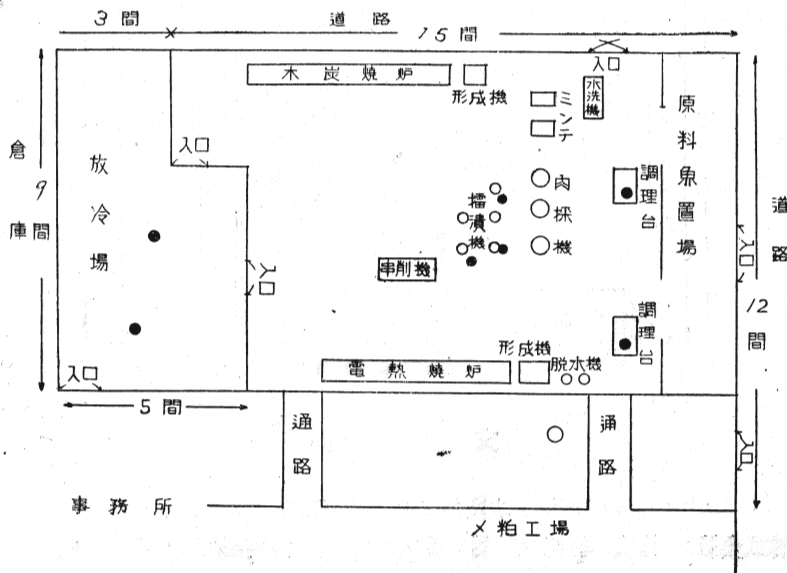 3間
道路
15間
入口
木炭焼炉
形成機
ミンチ
水洗機
原料魚置場
倉庫
9間
放冷場
入口
擂潰機
肉採機
調理台
道路
入口
串削機
入口
12間
調理台
形成機
脱水機
電熱焼炉
入口
5間
通路
通路
入口
事務所
〆粕工場